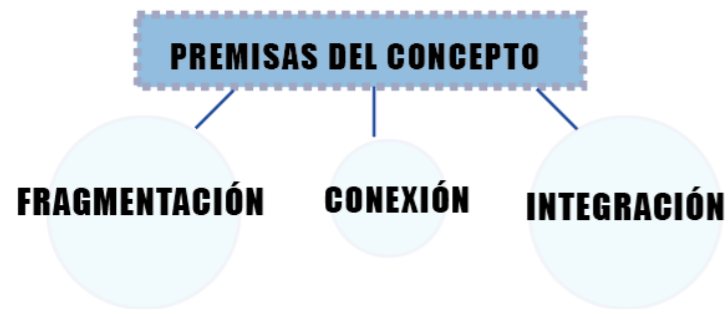 PREMISAS DEL CONCEPTO
FRAGMENTACIÓN
CONEXIÓN
INTEGRACIÓN